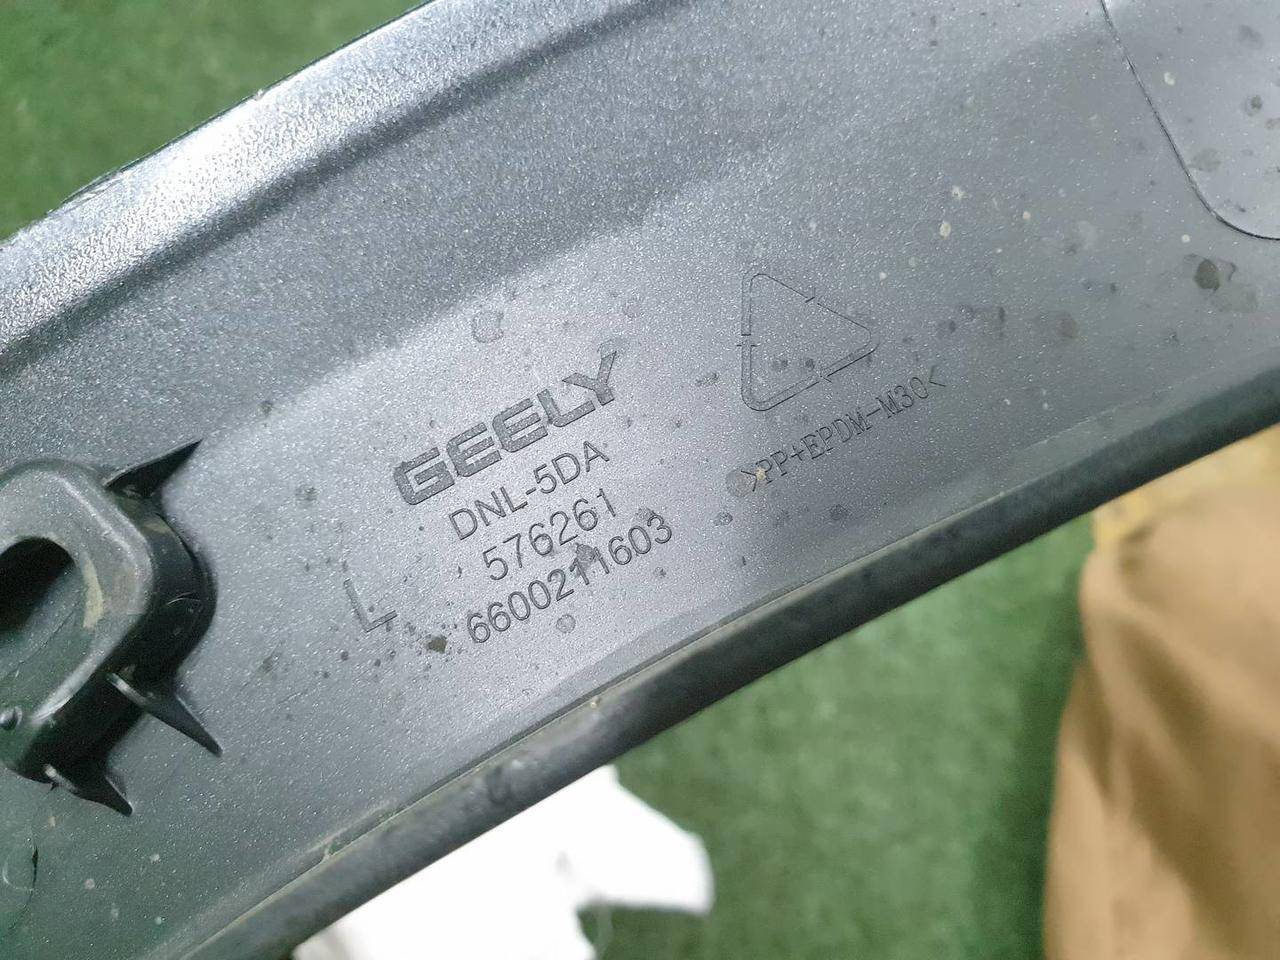 GEELY
DNL-5DA
576261
6600211603
L
>PP+EPDM-M30<